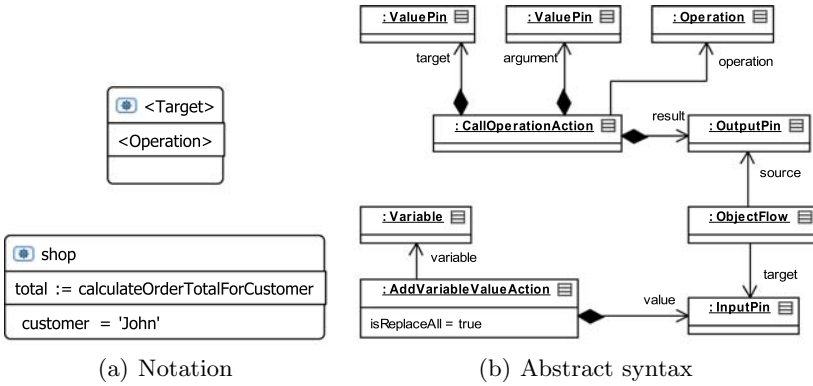 <Target>
<Operation>
shop
total := calculateOrderTotalForCustomer
customer = 'John'
(a) Notation
: ValuePin
: ValuePin
: Operation
target
argument
operation
: CallOperationAction
result
: OutputPin
source
: Variable
: ObjectFlow
variable
target
: AddVariableValueAction
isReplaceAll = true
value
: InputPin
(b) Abstract syntax